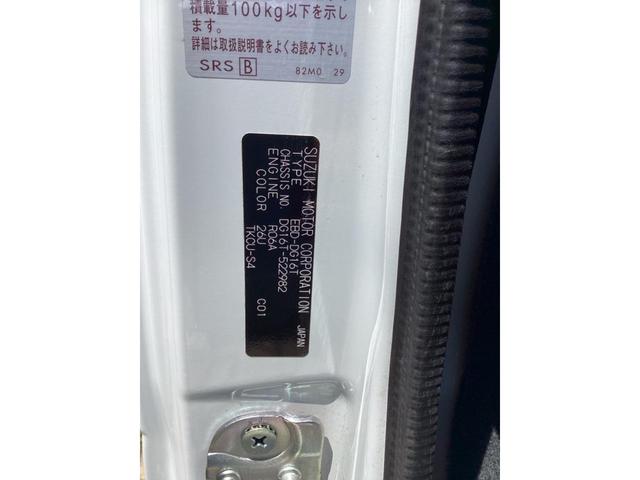 積載量100kg以下を示し
ます。
詳細は取扱説明書をよくお読み下さい。
SRS B 82M0 29
SUZUKI MOTOR CORPORATION JAPAN
TYPE EBD-DG16T
CHASSIS NO. DG16T-522982
ENGINE R06A
COLOR 26U C01
TKCU-S4